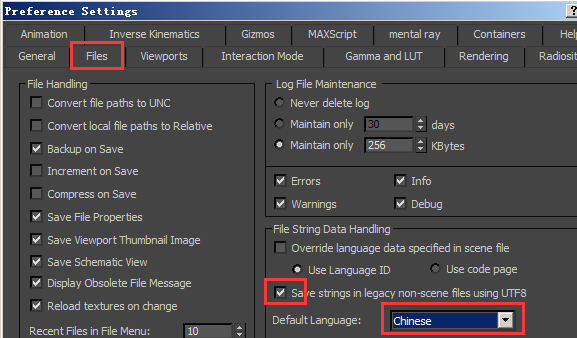 Preference Settings
?
Animation Inverse Kinematics Gizmos MAXScript mental ray Containers Help
General Files Viewports Interaction Mode Gamma and LUT Rendering Radiosit
File Handling
Convert file paths to UNC
Convert local file paths to Relative
Backup on Save
Increment on Save
Compress on Save
Save File Properties
Save Viewport Thumbnail Image
Save Schematic View
Display Obsolete File Message
Reload textures on change
Recent Files in File Menu: 10
Log File Maintenance
Never delete log
Maintain only 30 days
Maintain only 256 KBytes
Errors Info
Warnings Debug
File String Data Handling
Override language data specified in scene file
Use Language ID Use code page
Save strings in legacy non-scene files using UTF8
Default Language: Chinese